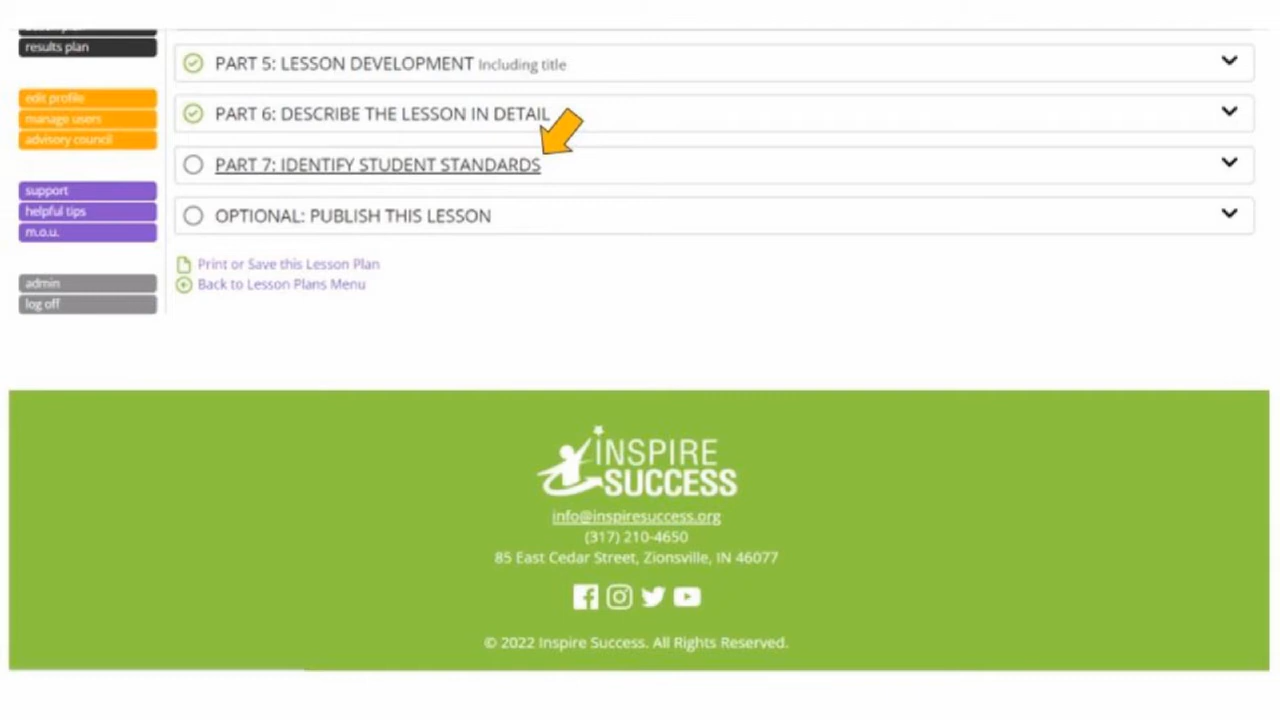 results plan
edit profile
manage users
advisory council
support
helpful tips
m.o.u.
admin
log off
PART 5: LESSON DEVELOPMENT Including title
PART 6: DESCRIBE THE LESSON IN DETAIL
PART 7: IDENTIFY STUDENT STANDARDS
OPTIONAL: PUBLISH THIS LESSON
Print or Save this Lesson Plan
Back to Lesson Plans Menu
INSPIRE
SUCCESS
info@inspiresuccess.org
(317) 210-4650
85 East Cedar Street, Zionsville, IN 46077
© 2022 Inspire Success. All Rights Reserved.